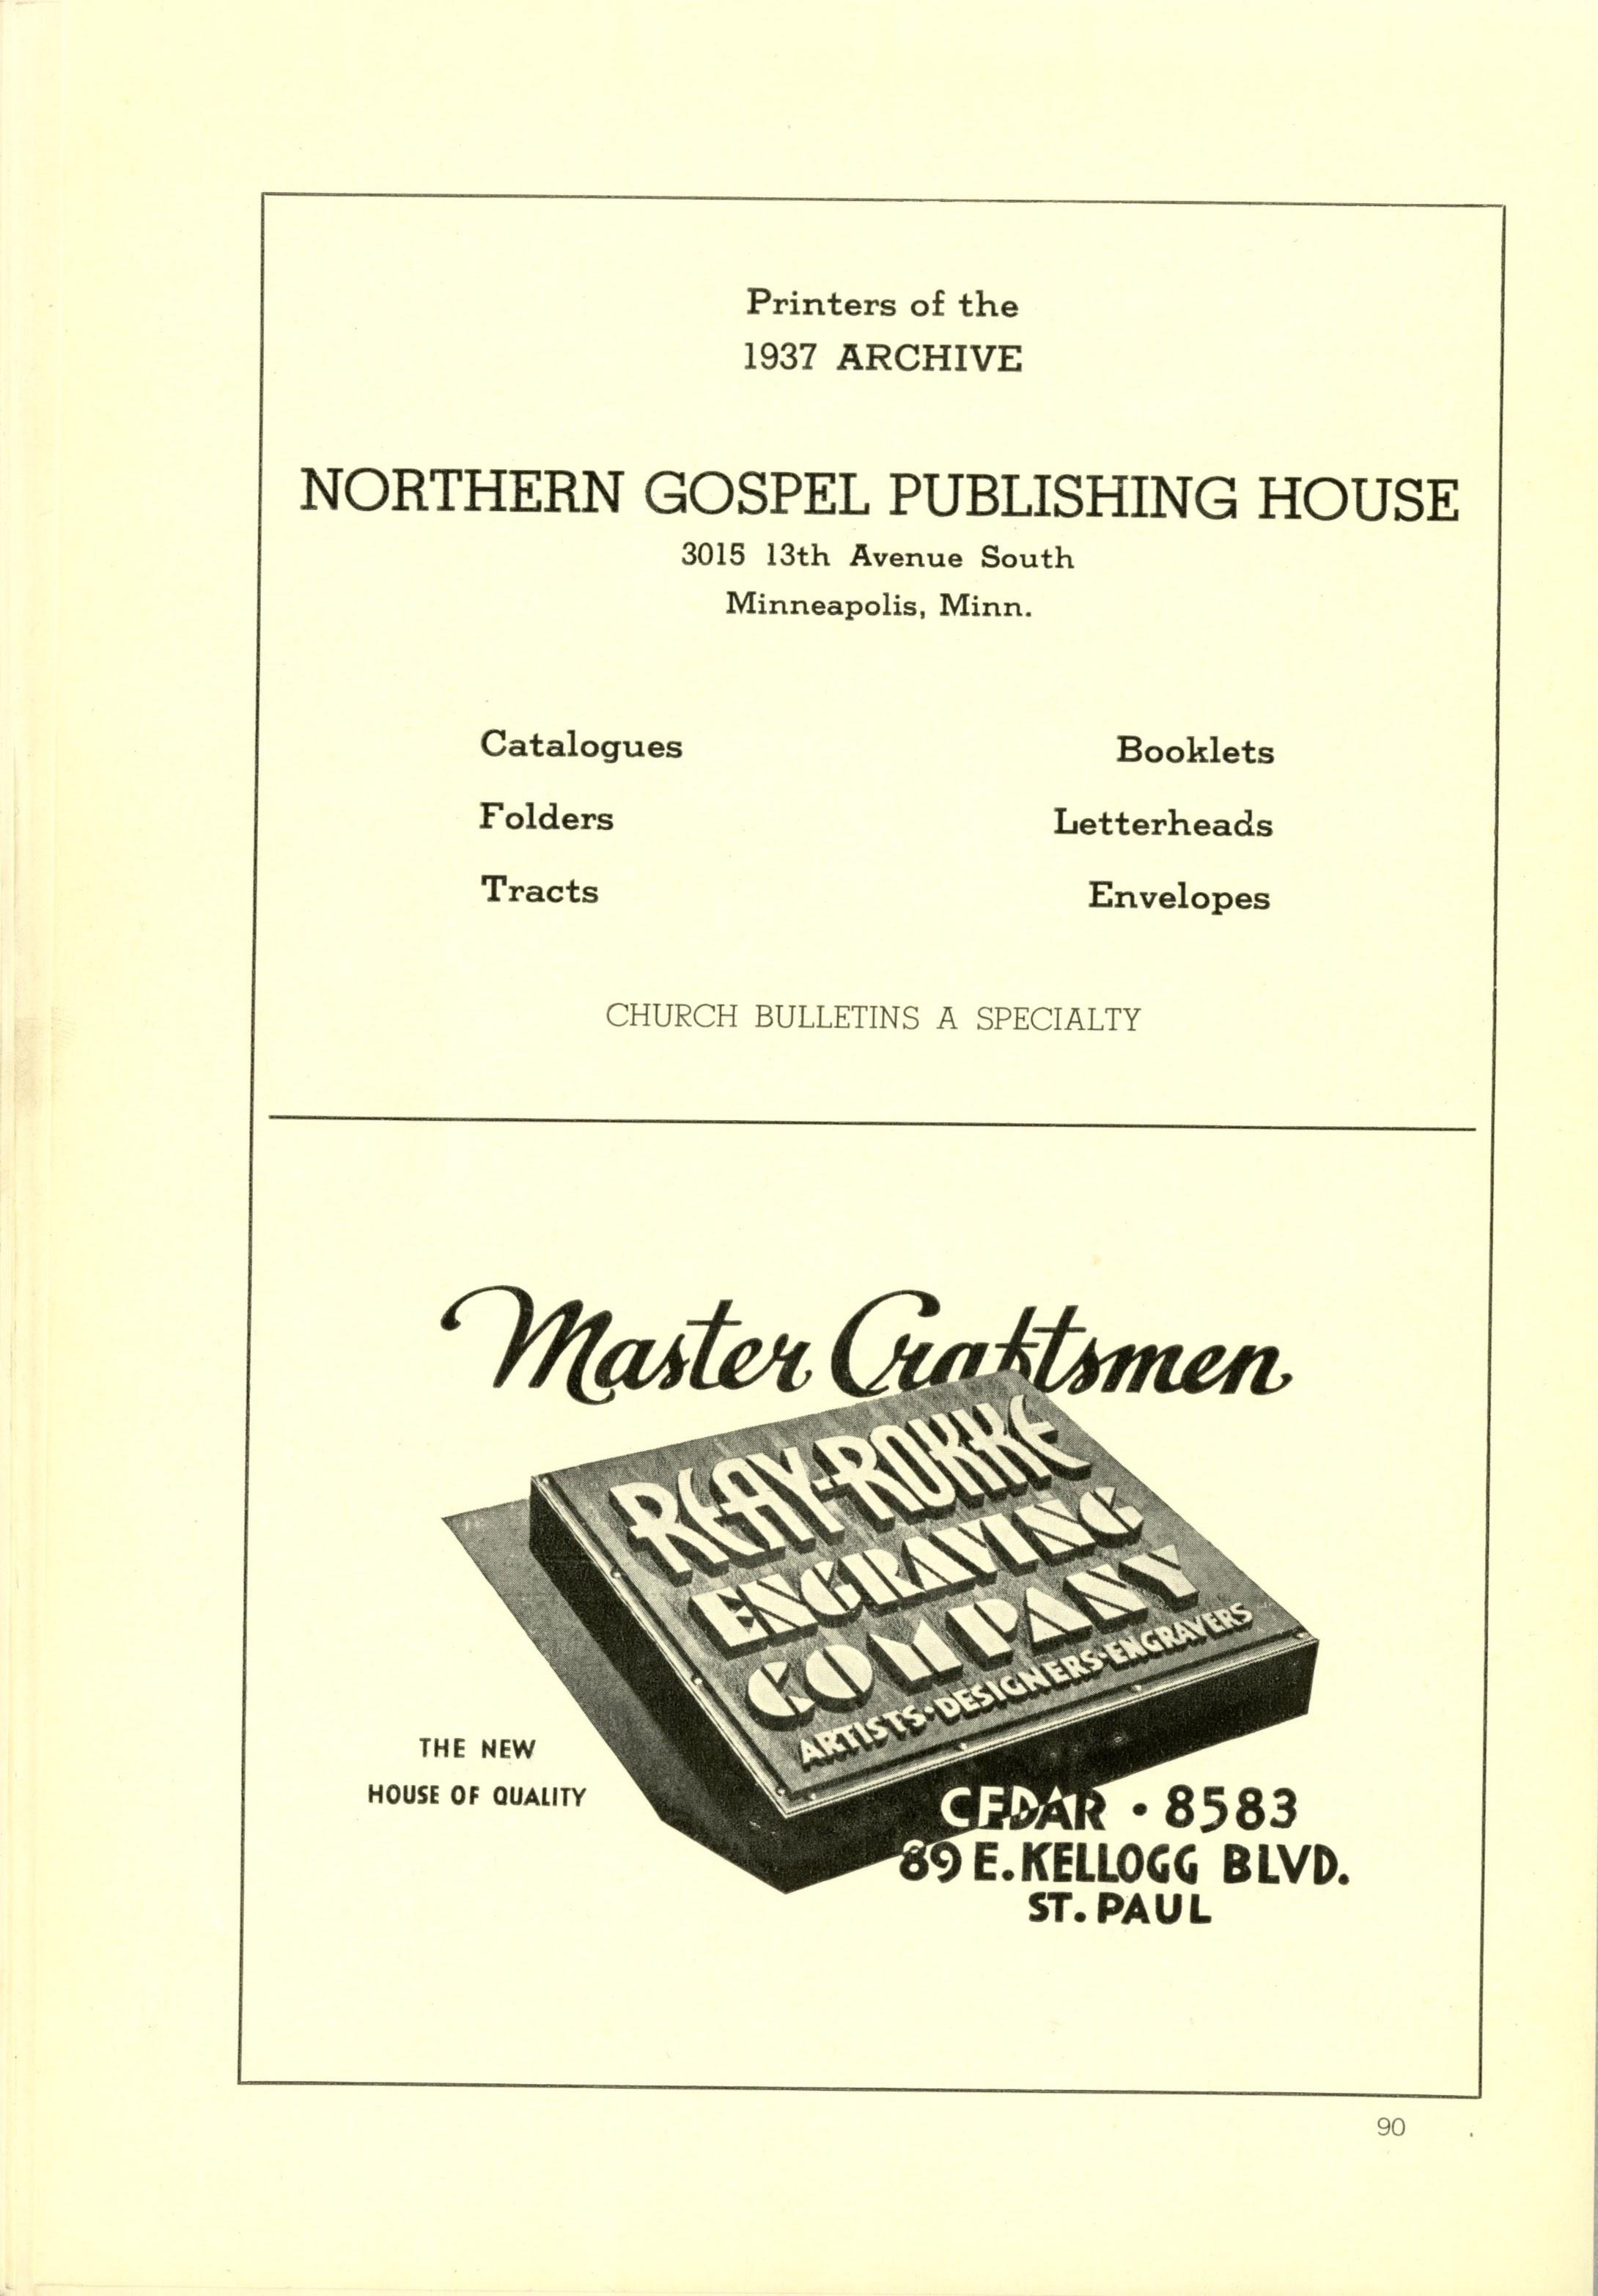 Printers of the
1937 ARCHIVE
NORTHERN GOSPEL PUBLISHING HOUSE
3015 13th Avenue South
Minneapolis, Minn.
Catalogues Booklets
Folders Letterheads
Tracts Envelopes
CHURCH BULLETINS A SPECIALTY
Master Craftsmen
REAY-ROKKE
ENGRAVING
COMPANY
ARTISTS·DESIGNERS·ENGRAVERS
THE NEW
HOUSE OF QUALITY
CEDAR · 8583
89 E. KELLOGG BLVD.
ST. PAUL
90